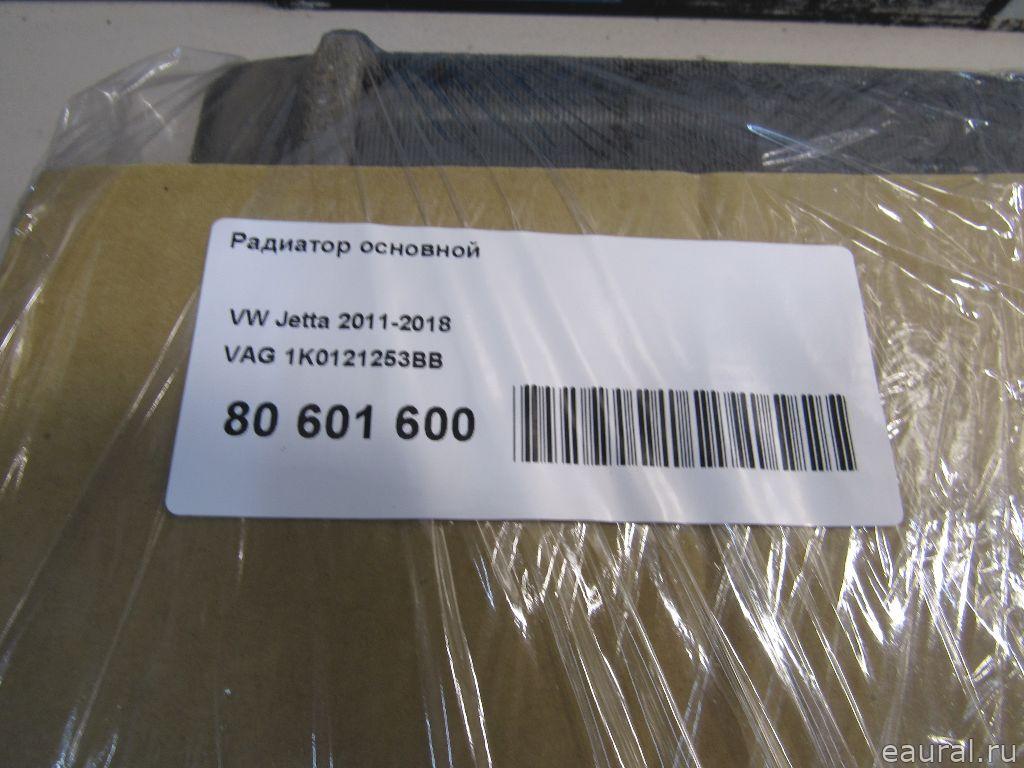 Радиатор основной
VW Jetta 2011-2018
VAG 1K0121253BB
80 601 600
eaural.ru